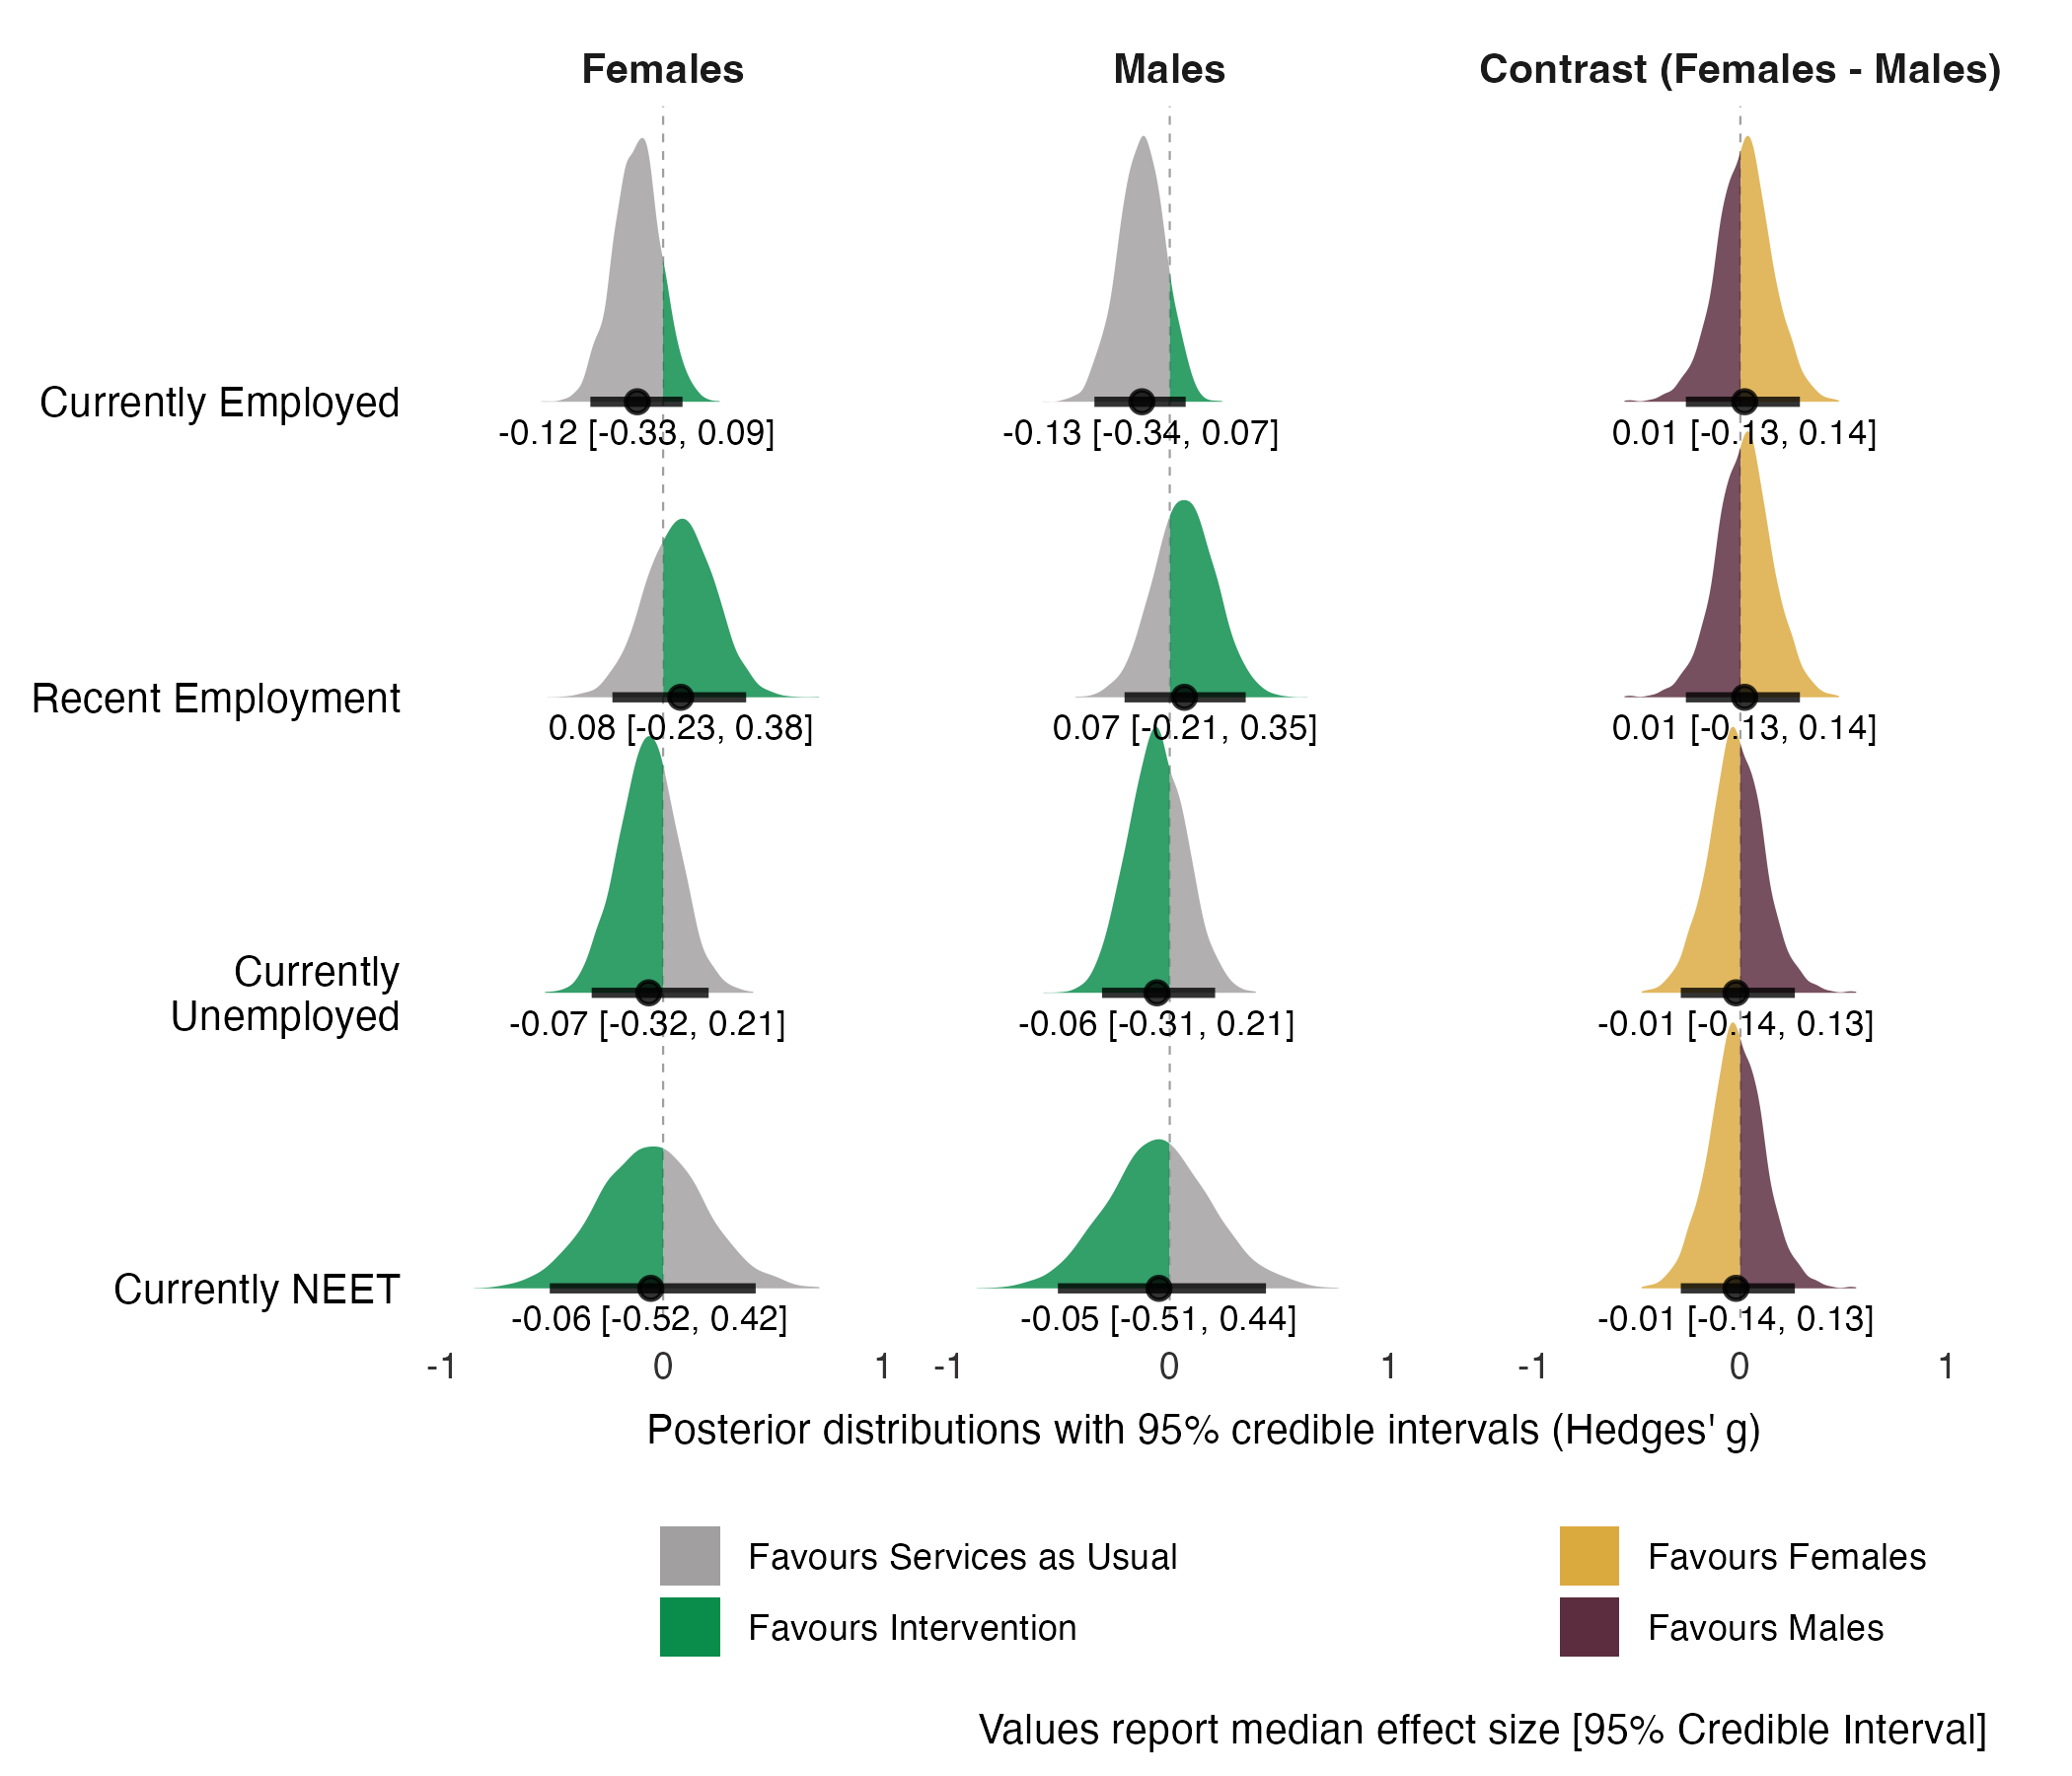 Females Males Contrast (Females - Males)
Currently Employed
-0.12 [-0.33, 0.09] -0.13 [-0.34, 0.07] 0.01 [-0.13, 0.14]
Recent Employment
0.08 [-0.23, 0.38] 0.07 [-0.21, 0.35] 0.01 [-0.13, 0.14]
Currently
Unemployed
-0.07 [-0.32, 0.21] -0.06 [-0.31, 0.21] -0.01 [-0.14, 0.13]
Currently NEET
-0.06 [-0.52, 0.42] -0.05 [-0.51, 0.44] -0.01 [-0.14, 0.13]
-1 0 1 -1 0 1 -1 0 1
Posterior distributions with 95% credible intervals (Hedges' g)
Favours Services as Usual Favours Females
Favours Intervention Favours Males
Values report median effect size [95% Credible Interval]